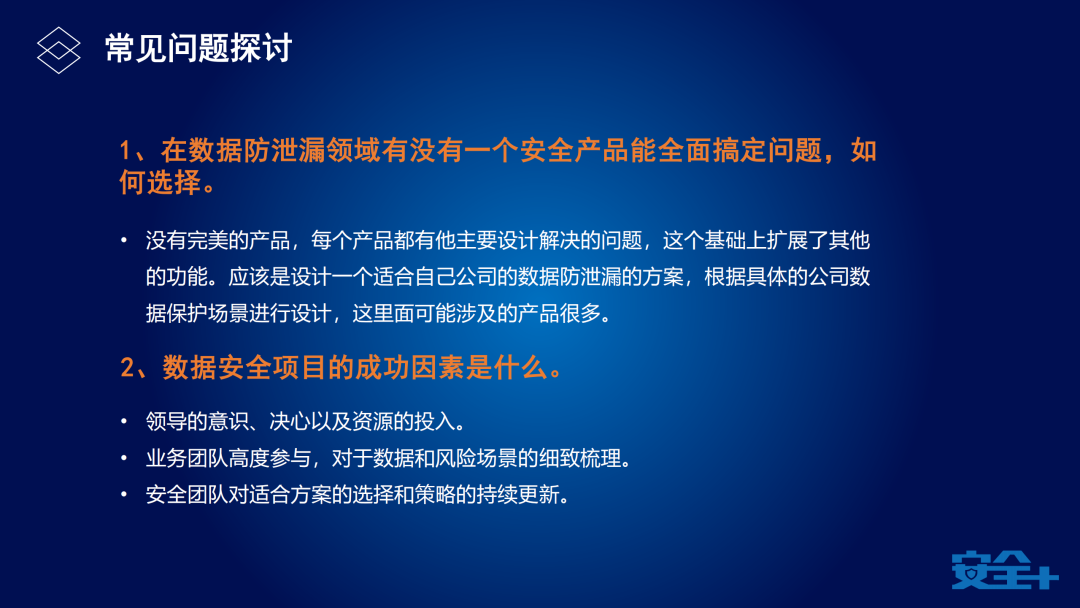 常见问题探讨
1、在数据防泄漏领域有没有一个安全产品能全面搞定问题，如
何选择。
• 没有完美的产品，每个产品都有他主要设计解决的问题，这个基础上扩展了其他
的功能。应该是设计一个适合自己公司的数据防泄漏的方案，根据具体的公司数
据保护场景进行设计，这里面可能涉及的产品很多。
2、数据安全项目的成功因素是什么。
• 领导的意识、决心以及资源的投入。
• 业务团队高度参与，对于数据和风险场景的细致梳理。
• 安全团队对适合方案的选择和策略的持续更新。
安全+